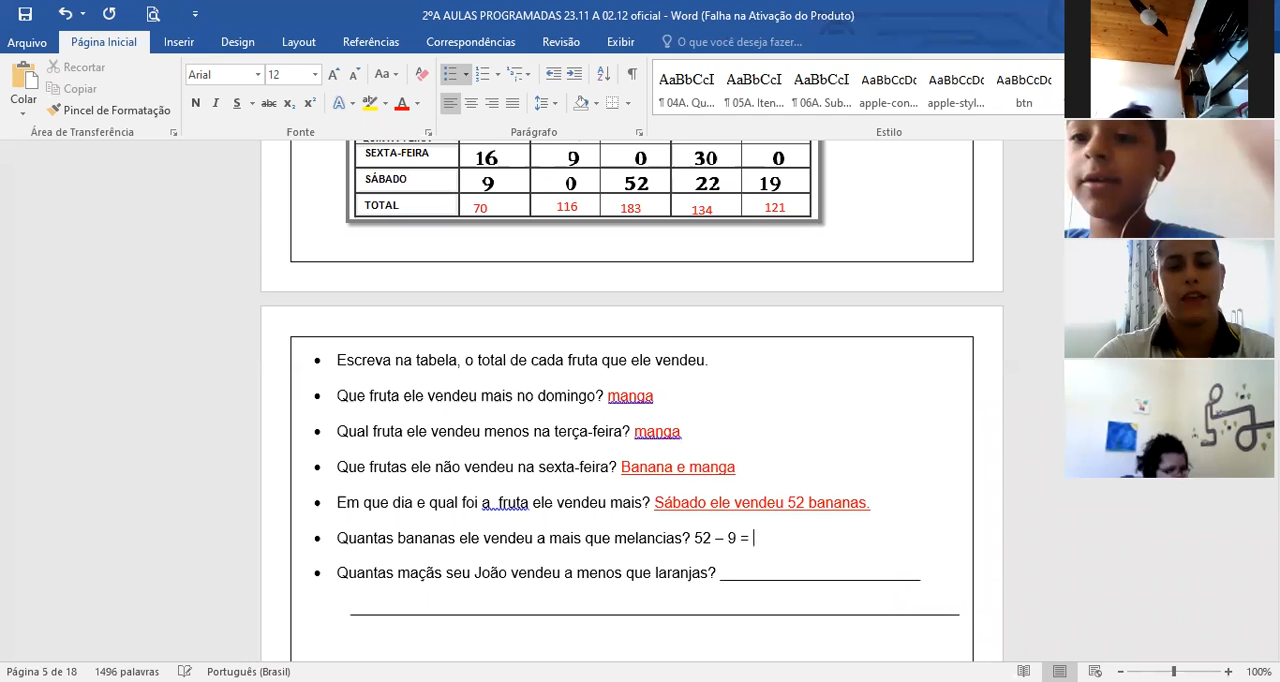 2ºA AULAS PROGRAMADAS 23.11 A 02.12 oficial - Word (Falha na Ativação do Produto)
Arquivo Página Inicial Inserir Design Layout Referências Correspondências Revisão Exibir O que você deseja fazer...
Colar
Recortar
Copiar
Pincel de Formatação
Área de Transferência
Arial 12
Fonte
Parágrafo
AaBbCcI AaBbCcI AaBbCcI AaBbCcDc AaBbCcDc AaBbCcDc
¶ 04A. Qu... ¶ 05A. Iten... ¶ 06A. Sub... apple-con... apple-styl... btn
Estilo
SEXTA-FEIRA 16 9 0 30 0
SÁBADO 9 0 52 22 19
TOTAL 70 116 183 134 121
• Escreva na tabela, o total de cada fruta que ele vendeu.
• Que fruta ele vendeu mais no domingo? manga
• Qual fruta ele vendeu menos na terça-feira? manga
• Que frutas ele não vendeu na sexta-feira? Banana e manga
• Em que dia e qual foi a fruta ele vendeu mais? Sábado ele vendeu 52 bananas.
• Quantas bananas ele vendeu a mais que melancias? 52 – 9 =
• Quantas maçãs seu João vendeu a menos que laranjas?
Página 5 de 18 1496 palavras Português (Brasil) 100%